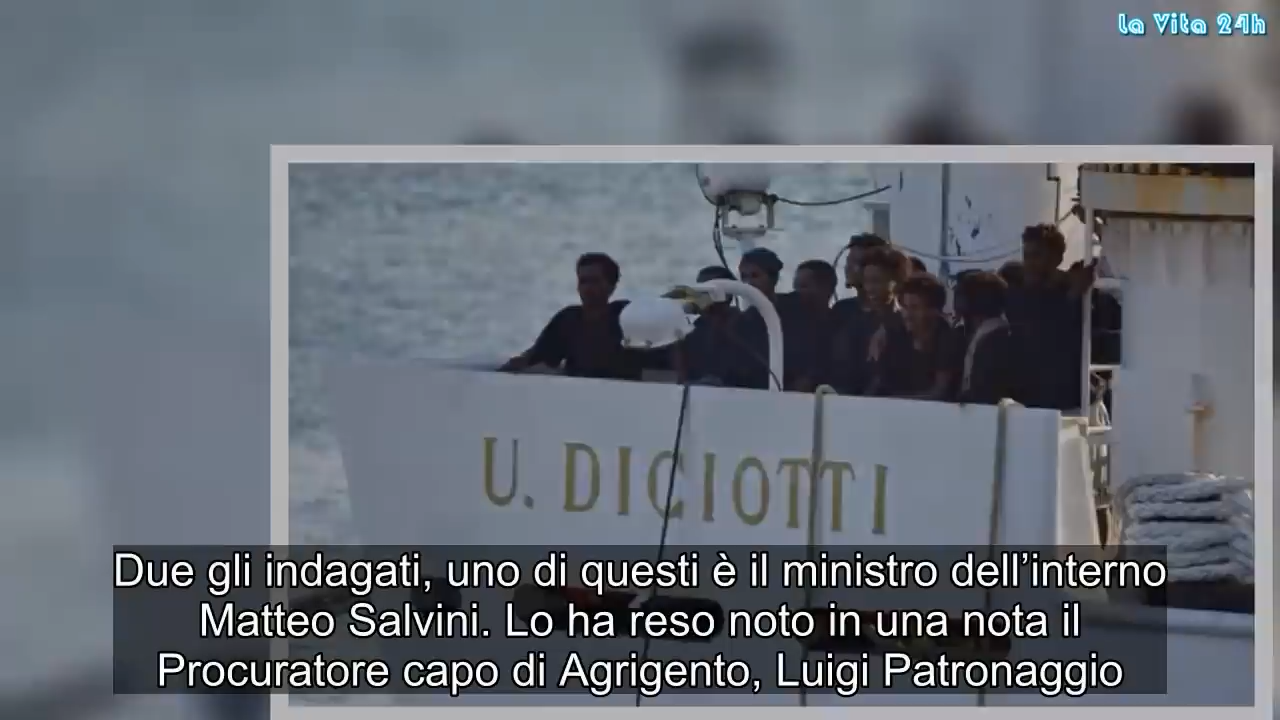 La Vita 24h
U. DICIOTTI
Due gli indagati, uno di questi è il ministro dell’interno
Matteo Salvini. Lo ha reso noto in una nota il
Procuratore capo di Agrigento, Luigi Patronaggio